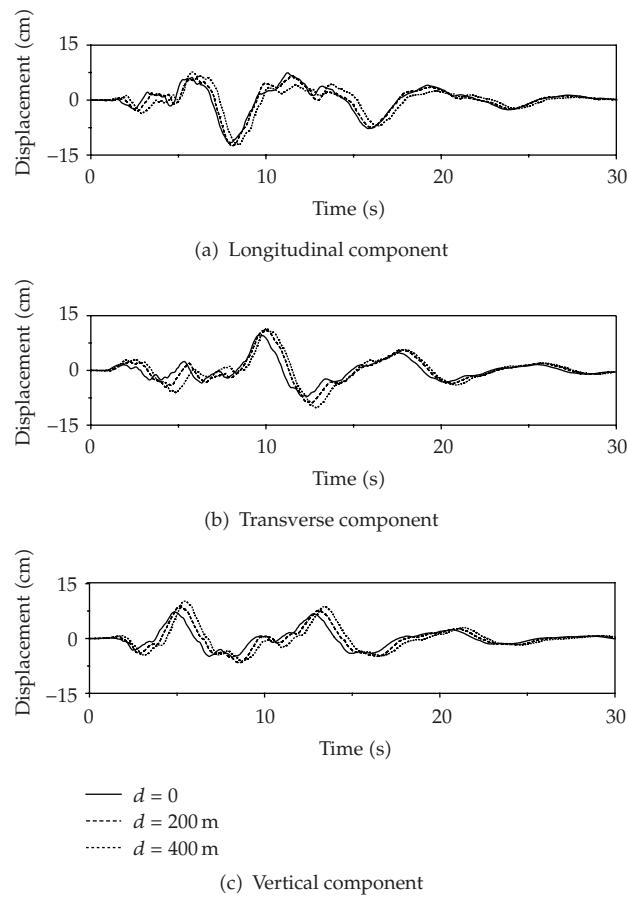 15
0
−15
Displacement (cm)
0 10 20 30
Time (s)
(a) Longitudinal component
15
0
−15
Displacement (cm)
0 10 20 30
Time (s)
(b) Transverse component
15
0
−15
Displacement (cm)
0 10 20 30
Time (s)
d = 0
d = 200 m
d = 400 m
(c) Vertical component